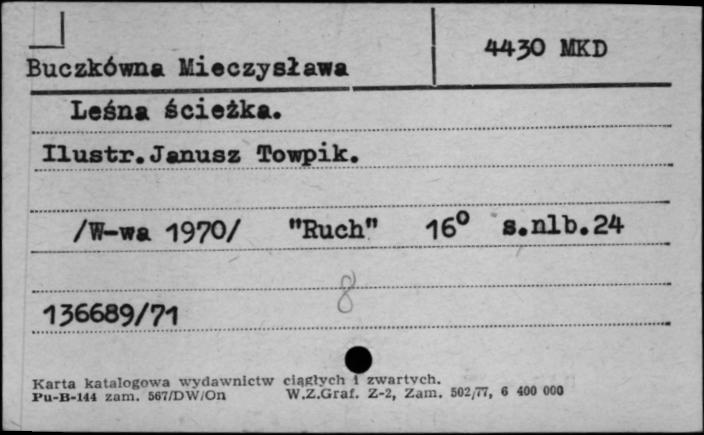 4430 MKD
Buczkówna Mieczysława
Leśna ścieżka.
Ilustr.Janusz Towpik.
/W-wa 1970/ "Ruch" 16° s.nlb.24
8
136689/71
Karta katalogowa wydawnictw ciągłych i zwartych.
Pu-B-144 zam. 567/DW/On W.Z.Graf. Z-2, Zam. 502/77, 6 400 000